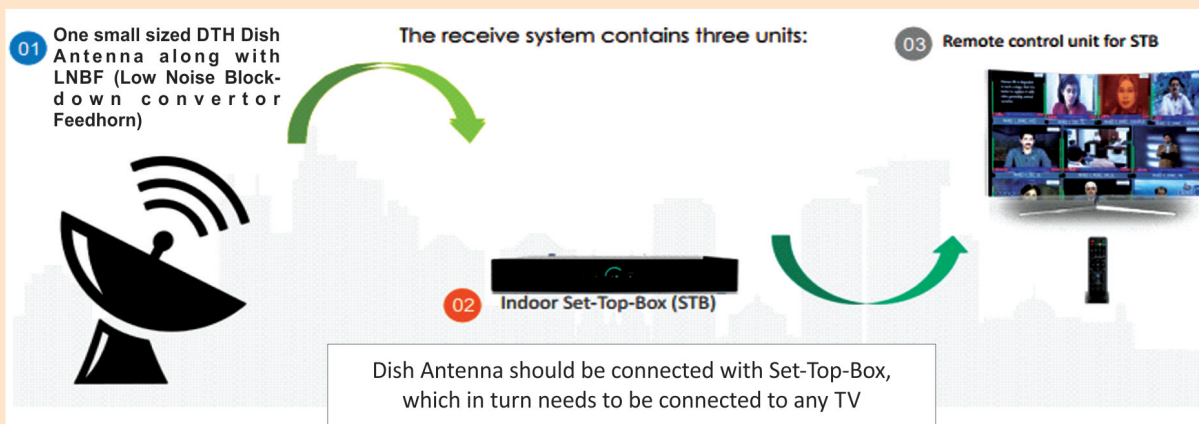 The receive system contains three units:
01
One small sized DTH Dish
Antenna along with
LNBF (Low Noise Block-
down convertor
Feedhorn)
02
Indoor Set-Top-Box (STB)
03
Remote control unit for STB
Dish Antenna should be connected with Set-Top-Box,
which in turn needs to be connected to any TV